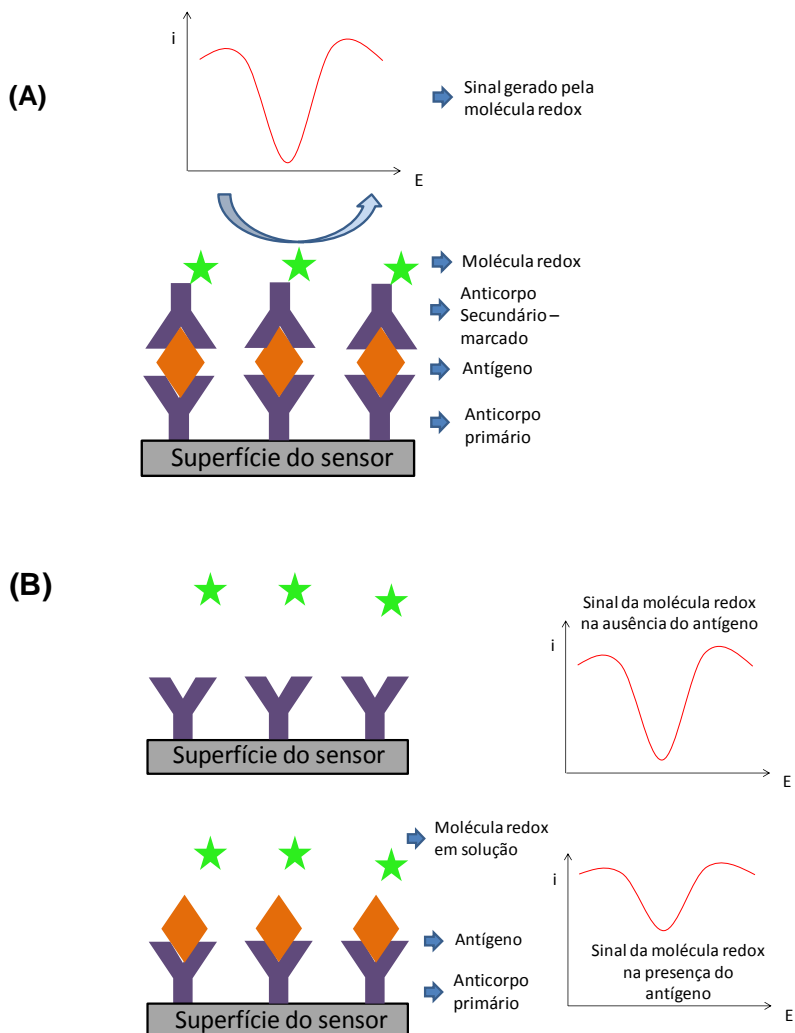 (A)
i
E
Sinal gerado pela
molécula redox
Molécula redox
Anticorpo
Secundário –
marcado
Antígeno
Anticorpo
primário
Superfície do sensor
(B)
Sinal da molécula redox
na ausência do antígeno
i
E
Superfície do sensor
Molécula redox
em solução
Antígeno
Anticorpo
primário
Superfície do sensor
i
Sinal da molécula redox
na presença do
antígeno
E